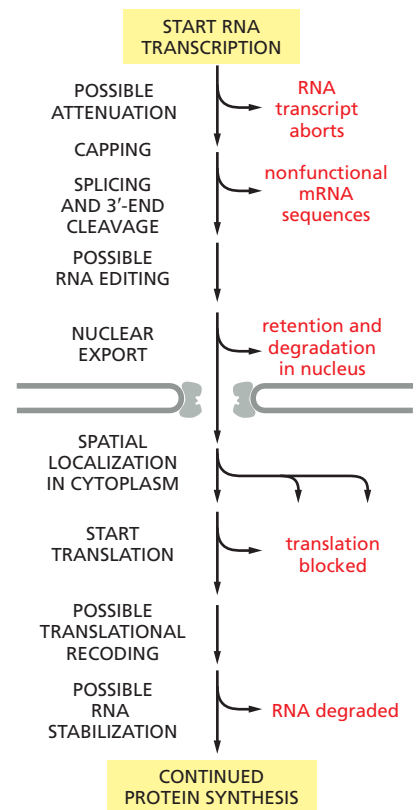 START RNA
TRANSCRIPTION
POSSIBLE
ATTENUATION
RNA
transcript
aborts
CAPPING
SPLICING
AND 3′-END
CLEAVAGE
nonfunctional
mRNA
sequences
POSSIBLE
RNA EDITING
NUCLEAR
EXPORT
retention and
degradation
in nucleus
SPATIAL
LOCALIZATION
IN CYTOPLASM
START
TRANSLATION
translation
blocked
POSSIBLE
TRANSLATIONAL
RECODING
POSSIBLE
RNA
STABILIZATION
RNA degraded
CONTINUED
PROTEIN SYNTHESIS